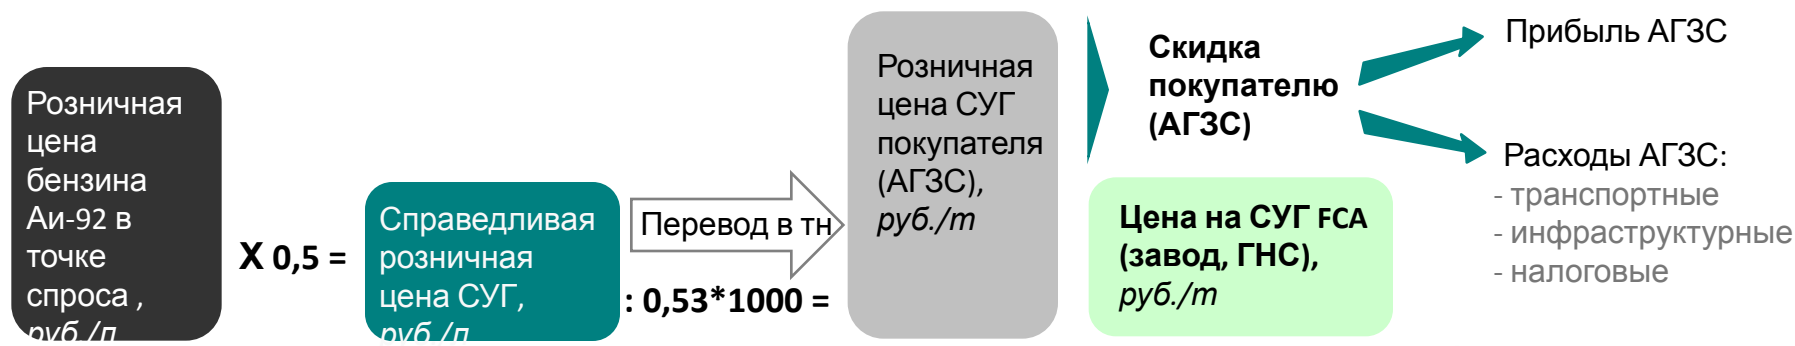 Розничная
цена
бензина
Аи-92 в
точке
спроса ,
руб./л
X 0,5 =
Справедливая
розничная
цена СУГ,
руб./л
Перевод в тн
: 0,53*1000 =
Розничная
цена СУГ
покупателя
(АГЗС),
руб./т
Скидка
покупателю
(АГЗС)
Цена на СУГ FCA
(завод, ГНС),
руб./т
Прибыль АГЗС
Расходы АГЗС:
- транспортные
- инфраструктурные
- налоговые